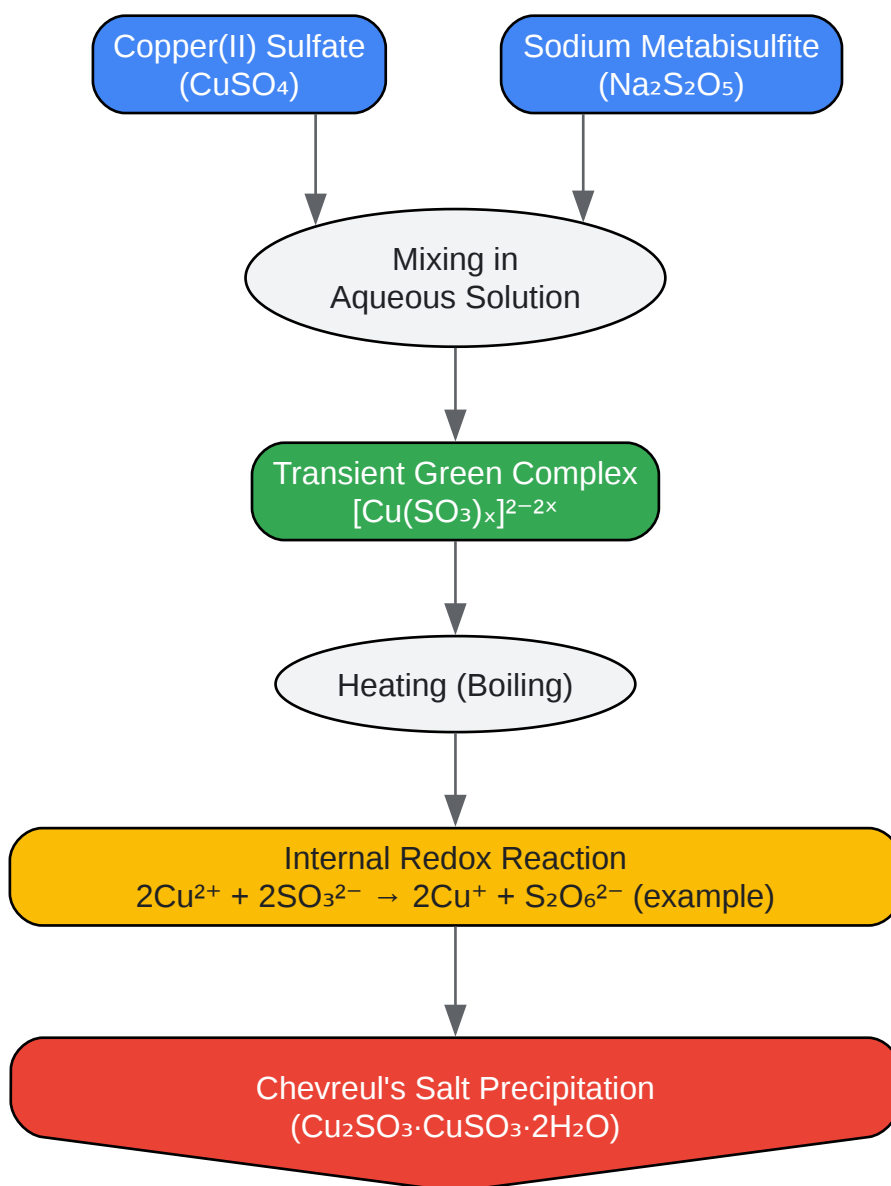 Copper(II) Sulfate
(CuSO₄)
Sodium Metabisulfite
(Na₂S₂O₅)
Mixing in
Aqueous Solution
Transient Green Complex
[Cu(SO₃)ₓ]²⁻²ˣ
Heating (Boiling)
Internal Redox Reaction
2Cu²⁺ + 2SO₃²⁻ → 2Cu⁺ + S₂O₆²⁻ (example)
Chevreul's Salt Precipitation
(Cu₂SO₃·CuSO₃·2H₂O)